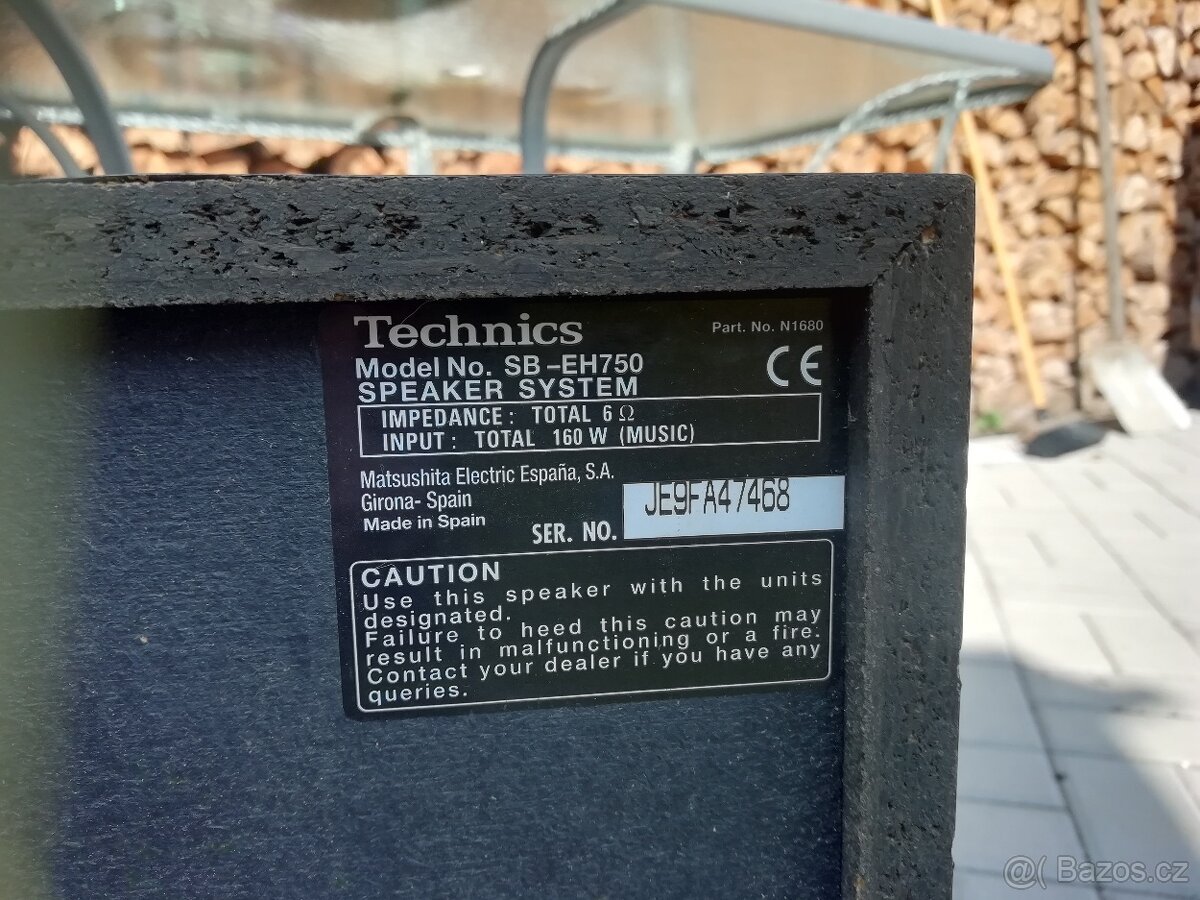 Technics
Part. No. N1680
Model No. SB-EH750
SPEAKER SYSTEM
CE
IMPEDANCE : TOTAL 6 Ω
INPUT : TOTAL 160 W (MUSIC)
Matsushita Electric España, S.A.
Girona- Spain
Made in Spain
SER. NO. JE9FA47468
CAUTION
Use this speaker with the units
designated.
Failure to heed this caution may
result in malfunctioning or a fire.
Contact your dealer if you have any
queries.
@( Bazos.cz